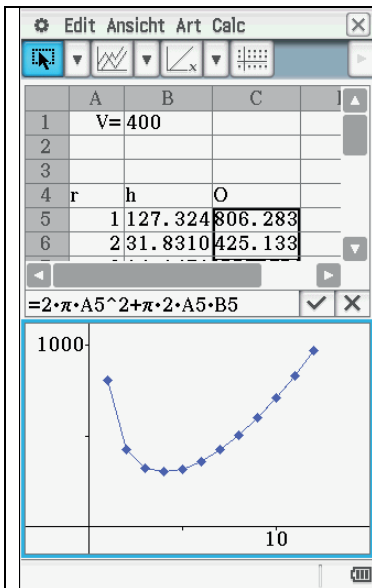 Edit Ansicht Art Calc
A B C
1 V= 400
2
3
4 r h O
5 1 127.324 806.283
6 2 31.8310 425.133
=2·π·A5^2+π·2·A5·B5
1000
10